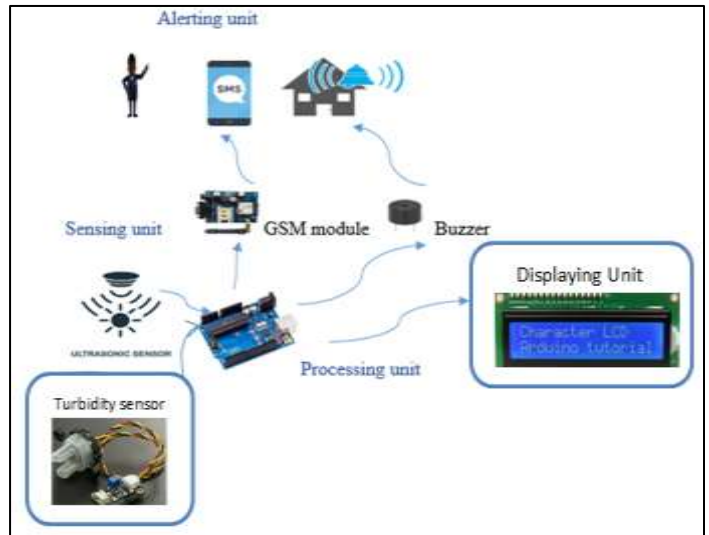 Alerting unit
SMS
Sensing unit
GSM module
Buzzer
Displaying Unit
Character LCD
Arduino tutorial
ULTRASONIC SENSOR
Processing unit
Turbidity sensor